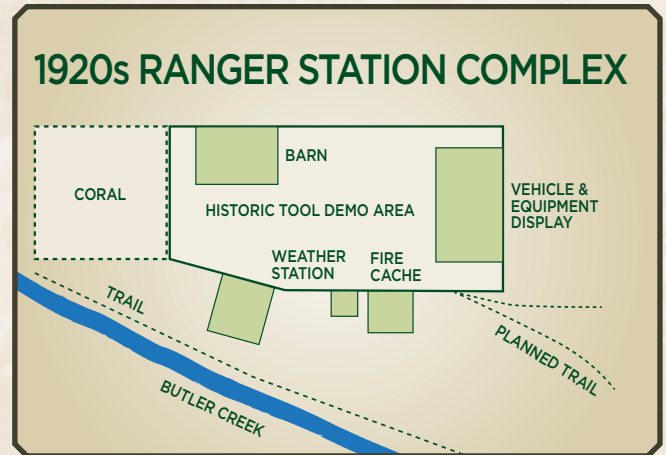 1920s RANGER STATION COMPLEX
BARN
CORAL
HISTORIC TOOL DEMO AREA
VEHICLE &
EQUIPMENT
DISPLAY
WEATHER
STATION
FIRE
CACHE
TRAIL
PLANNED TRAIL
BUTLER CREEK